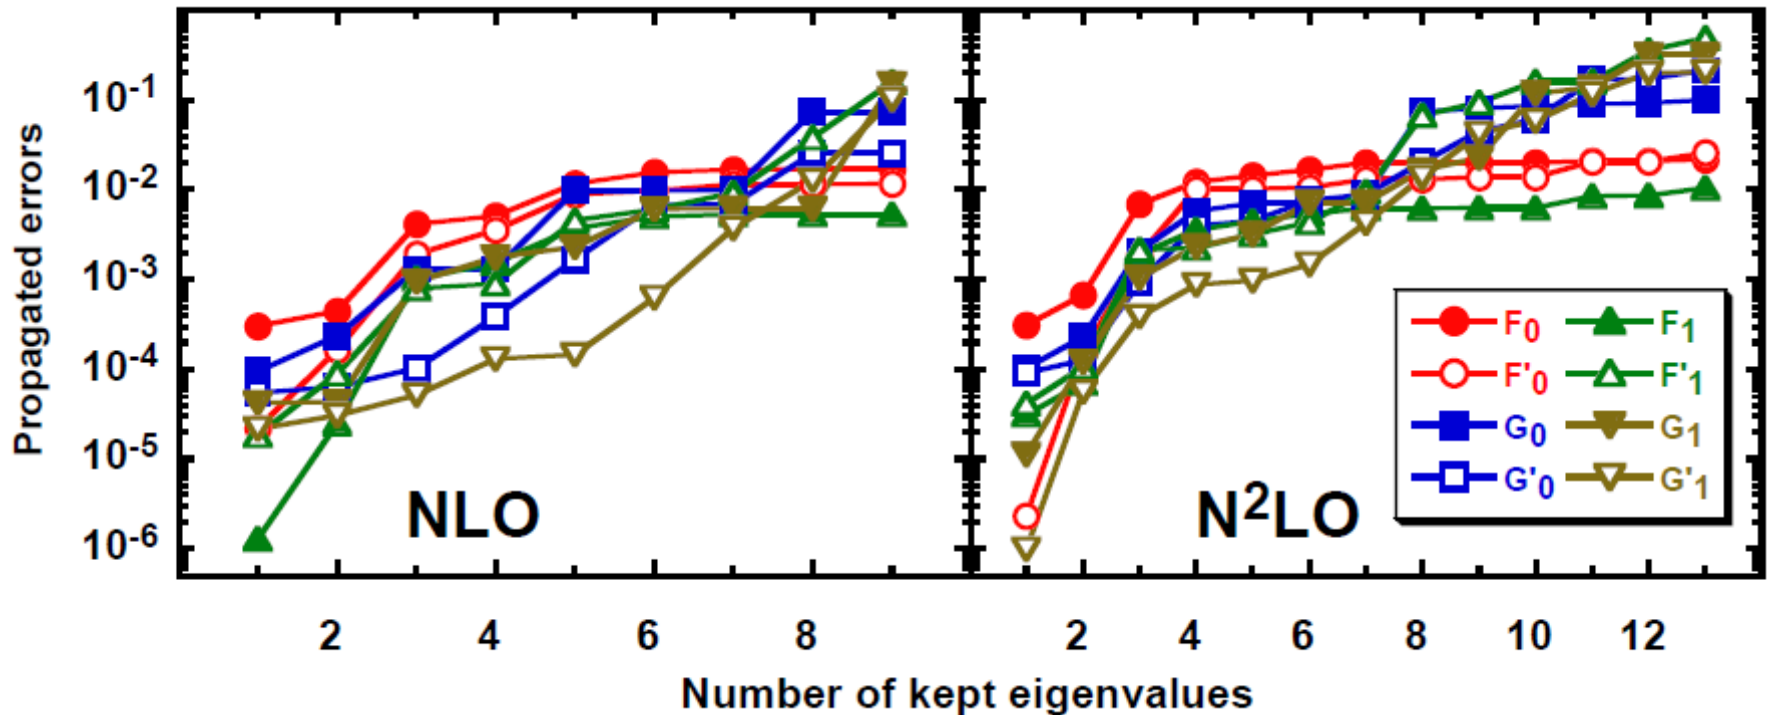 Propagated errors
10⁻¹
10⁻²
10⁻³
10⁻⁴
10⁻⁵
10⁻⁶
NLO
N²LO
F₀ F₁
F'₀ F'₁
G₀ G₁
G'₀ G'₁
2 4 6 8 2 4 6 8 10 12
Number of kept eigenvalues